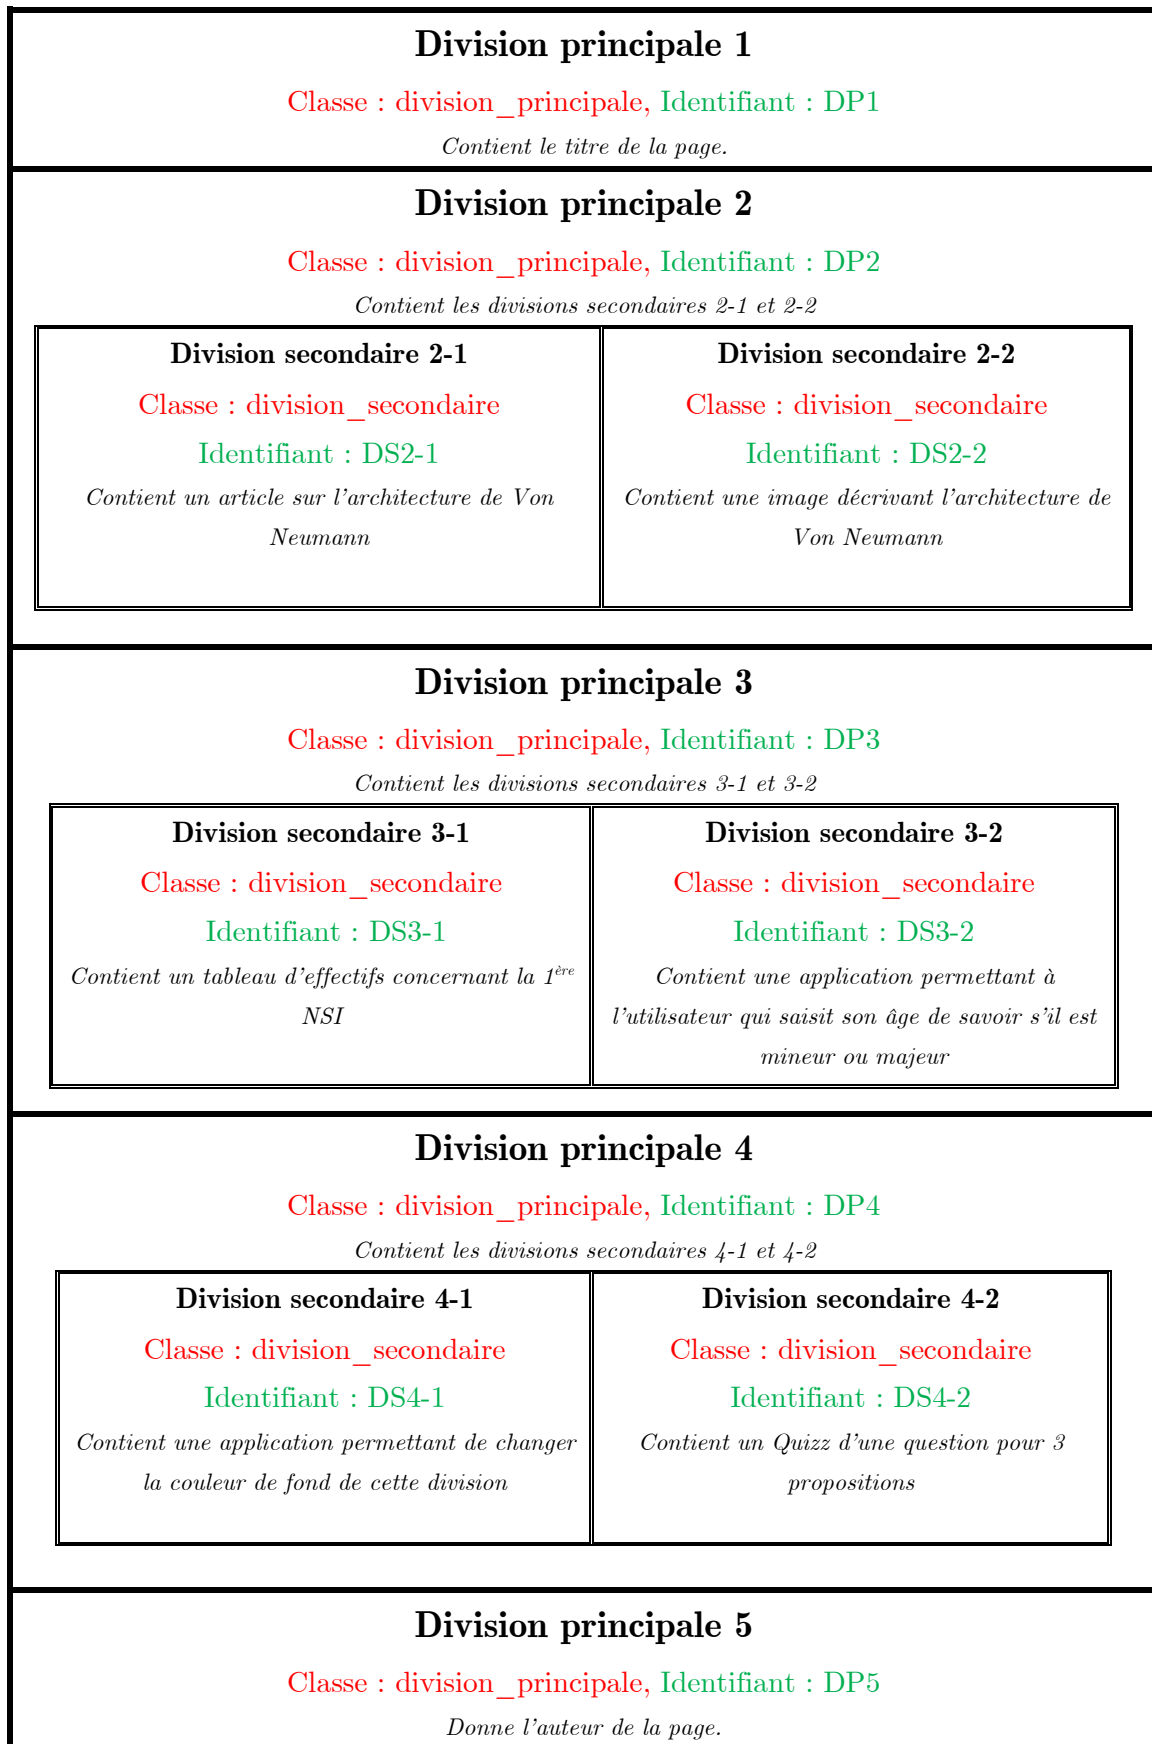 Division principale 1
Classe : division_principale, Identifiant : DP1
Contient le titre de la page.
Division principale 2
Classe : division_principale, Identifiant : DP2
Contient les divisions secondaires 2-1 et 2-2
Division secondaire 2-1
Classe : division_secondaire
Identifiant : DS2-1
Contient un article sur l'architecture de Von
Neumann
Division secondaire 2-2
Classe : division_secondaire
Identifiant : DS2-2
Contient une image décrivant l'architecture de
Von Neumann
Division principale 3
Classe : division_principale, Identifiant : DP3
Contient les divisions secondaires 3-1 et 3-2
Division secondaire 3-1
Classe : division_secondaire
Identifiant : DS3-1
Contient un tableau d'effectifs concernant la 1ère
NSI
Division secondaire 3-2
Classe : division_secondaire
Identifiant : DS3-2
Contient une application permettant à
l'utilisateur qui saisit son âge de savoir s'il est
mineur ou majeur
Division principale 4
Classe : division_principale, Identifiant : DP4
Contient les divisions secondaires 4-1 et 4-2
Division secondaire 4-1
Classe : division_secondaire
Identifiant : DS4-1
Contient une application permettant de changer
la couleur de fond de cette division
Division secondaire 4-2
Classe : division_secondaire
Identifiant : DS4-2
Contient un Quizz d'une question pour 3
propositions
Division principale 5
Classe : division_principale, Identifiant : DP5
Donne l'auteur de la page.